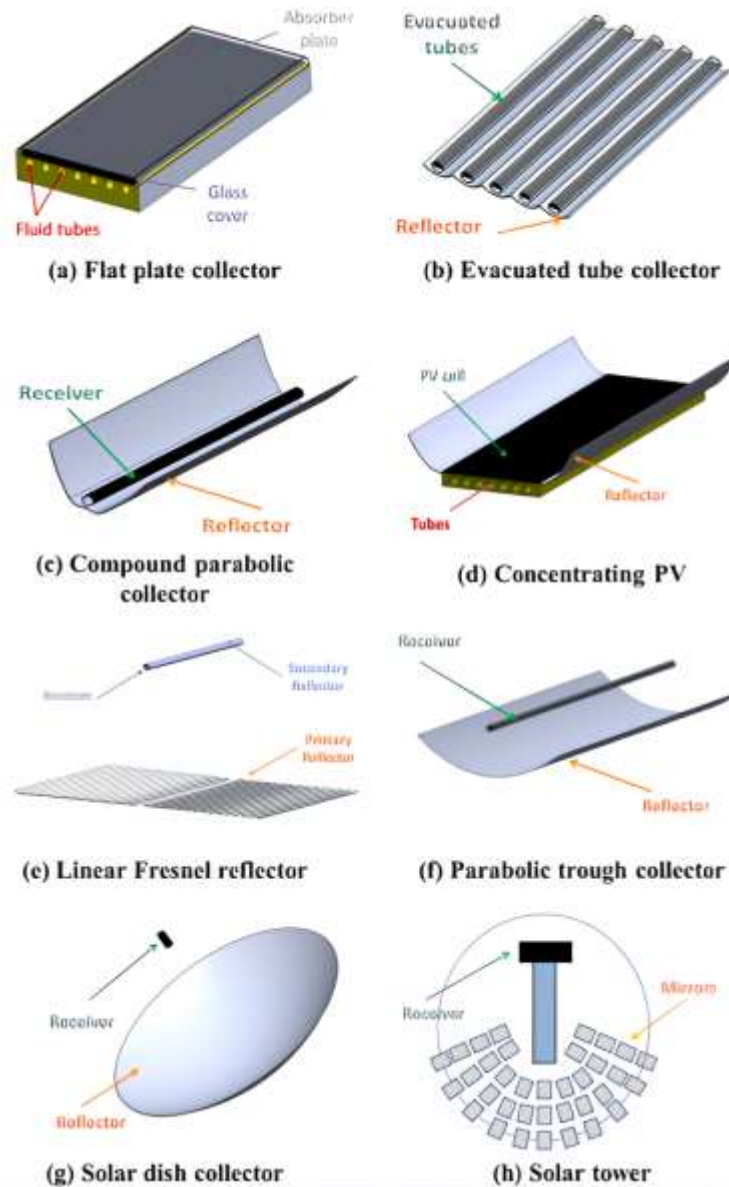 Absorber
plate
Glass
cover
Fluid tubes
(a) Flat plate collector
Evacuated
tubes
Reflector
(b) Evacuated tube collector
Receiver
Reflector
(c) Compound parabolic
collector
PV cell
Reflector
Tubes
(d) Concentrating PV
Receiver
Secondary
Reflector
Primary
Reflector
(e) Linear Fresnel reflector
Receiver
Reflector
(f) Parabolic trough collector
Receiver
Reflector
(g) Solar dish collector
Receiver
Mirrors
(h) Solar tower